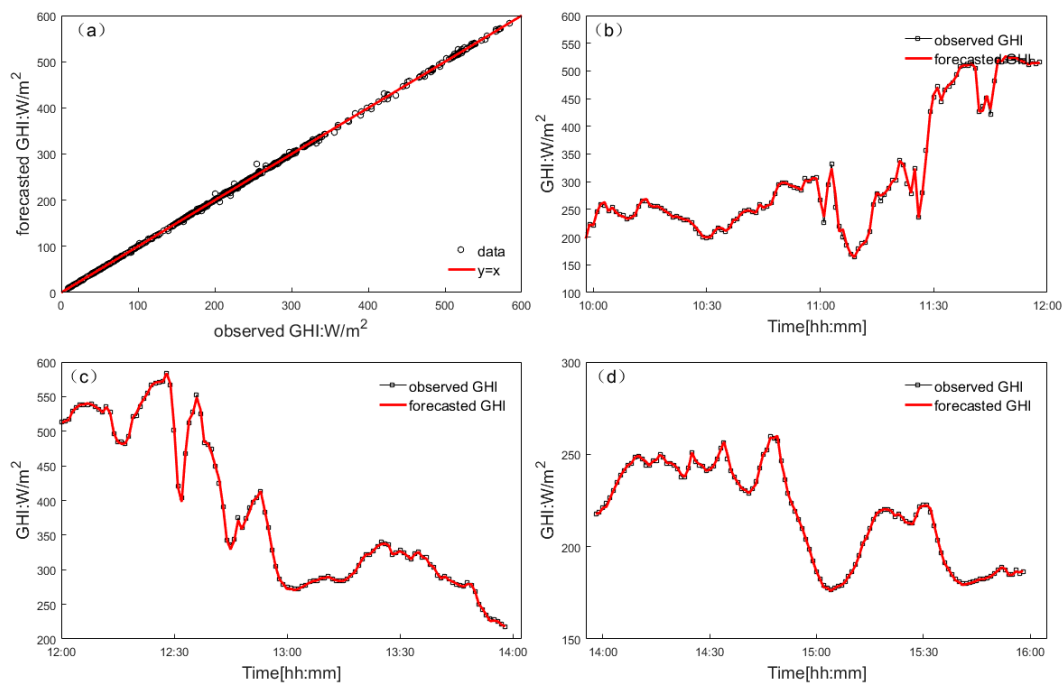 （a）
600
500
400
300
200
100
0
forecasted GHI:W/m²
data
y=x
0 100 200 300 400 500 600
observed GHI:W/m²
（b）
600
550
500
450
400
350
300
250
200
150
100
GHI:W/m²
observed GHI
forecasted GHI
10:00 10:30 11:00 11:30 12:00
Time[hh:mm]
（c）
600
550
500
450
400
350
300
250
200
GHI:W/m²
observed GHI
forecasted GHI
12:00 12:30 13:00 13:30 14:00
Time[hh:mm]
（d）
300
250
200
150
GHI:W/m²
observed GHI
forecasted GHI
14:00 14:30 15:00 15:30 16:00
Time[hh:mm]